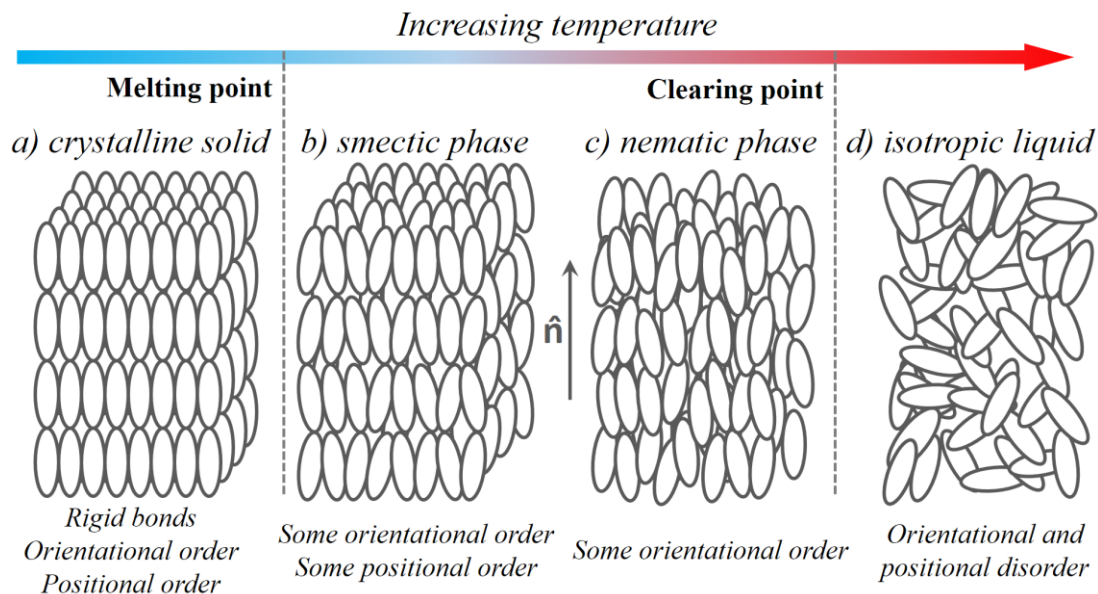 Increasing temperature
Melting point
Clearing point
a) crystalline solid
b) smectic phase
c) nematic phase
d) isotropic liquid
n̂
Rigid bonds
Orientational order
Positional order
Some orientational order
Some positional order
Some orientational order
Orientational and
positional disorder